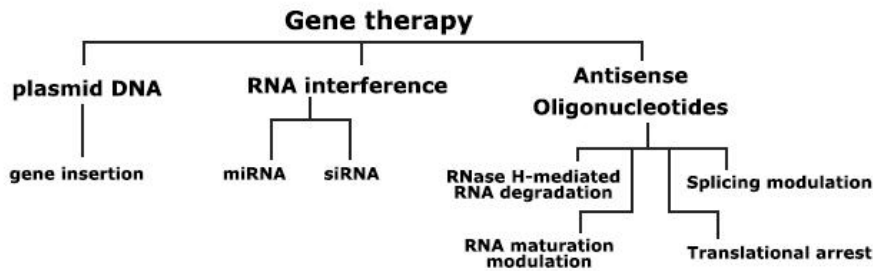 Gene therapy
plasmid DNA
RNA interference
Antisense
Oligonucleotides
gene insertion
miRNA
siRNA
RNase H-mediated
RNA degradation
Splicing modulation
RNA maturation
modulation
Translational arrest